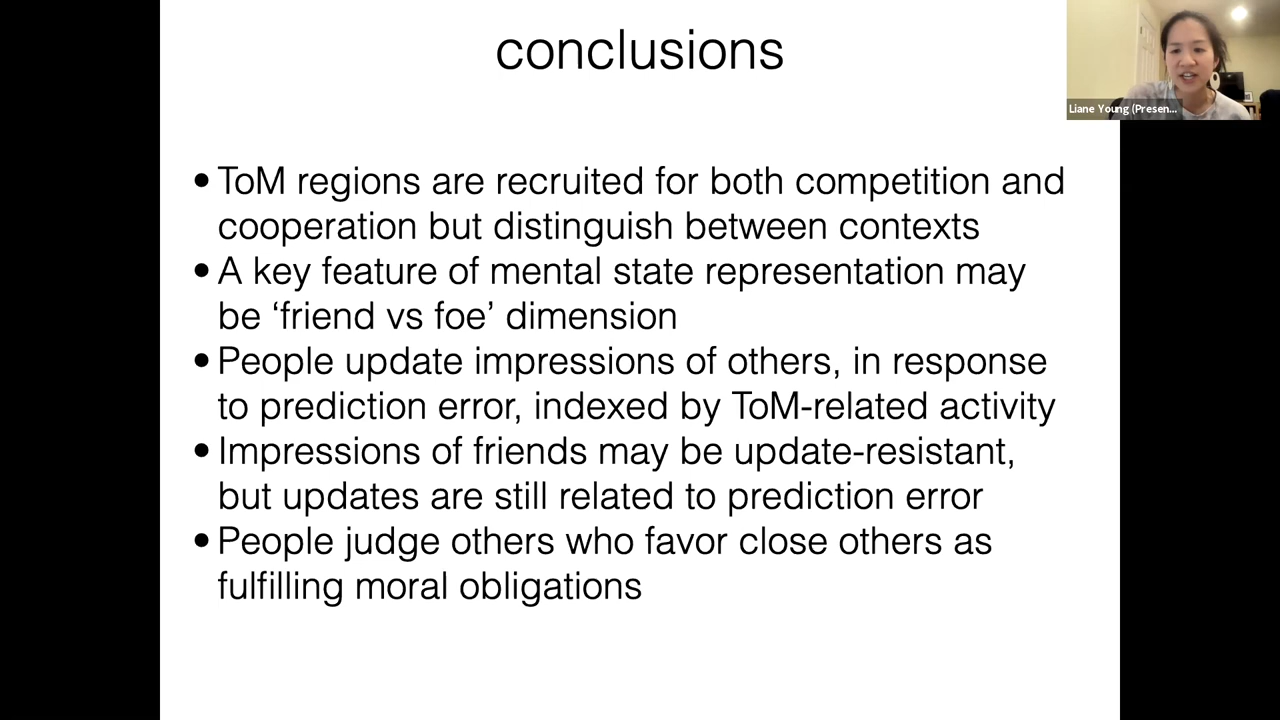 conclusions
Liane Young (Presen...
• ToM regions are recruited for both competition and
cooperation but distinguish between contexts
• A key feature of mental state representation may
be ‘friend vs foe’ dimension
• People update impressions of others, in response
to prediction error, indexed by ToM-related activity
• Impressions of friends may be update-resistant,
but updates are still related to prediction error
• People judge others who favor close others as
fulfilling moral obligations